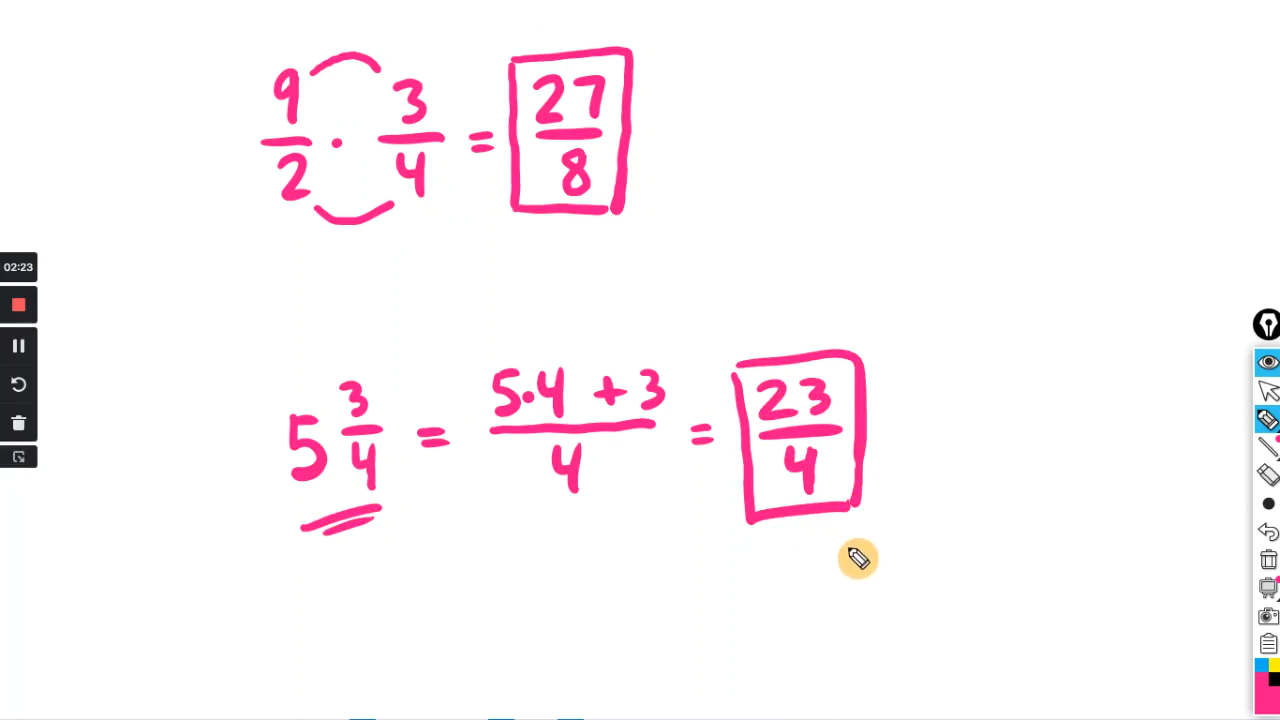 9/2 · 3/4 = 27/8
02:23
5 3/4 = 5·4 + 3/4 = 23/4